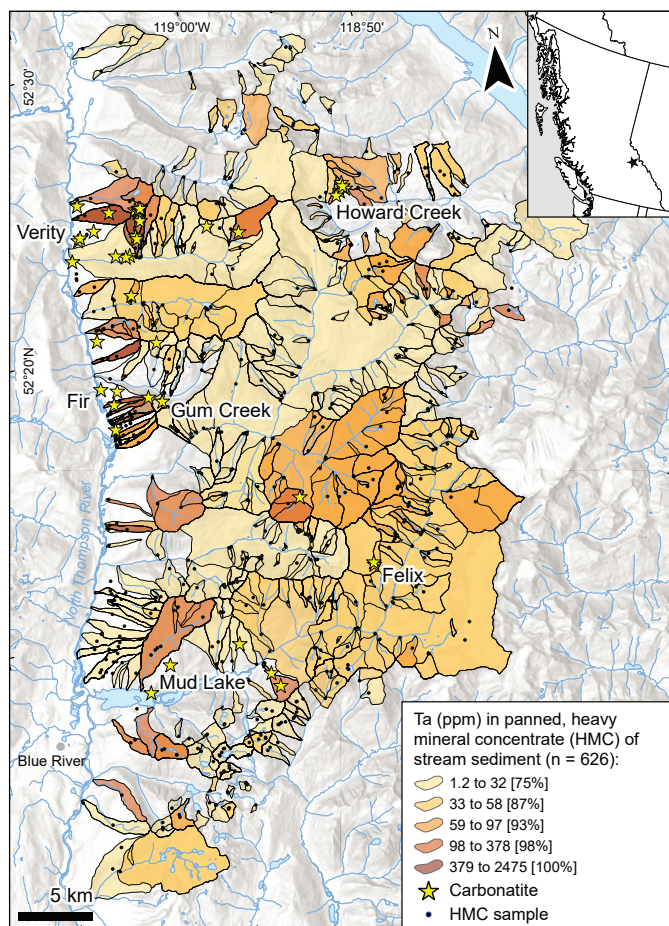 119°00'W
118°50'
52°30'
N
Howard Creek
Verity
52°20'
Fir
Gum Creek
North Thompson River
Felix
Mud Lake
Blue River
Ta (ppm) in panned, heavy
mineral concentrate (HMC) of
stream sediment (n = 626):
1.2 to 32 [75%]
33 to 58 [87%]
59 to 97 [93%]
98 to 378 [98%]
379 to 2475 [100%]
Carbonatite
HMC sample
5 km